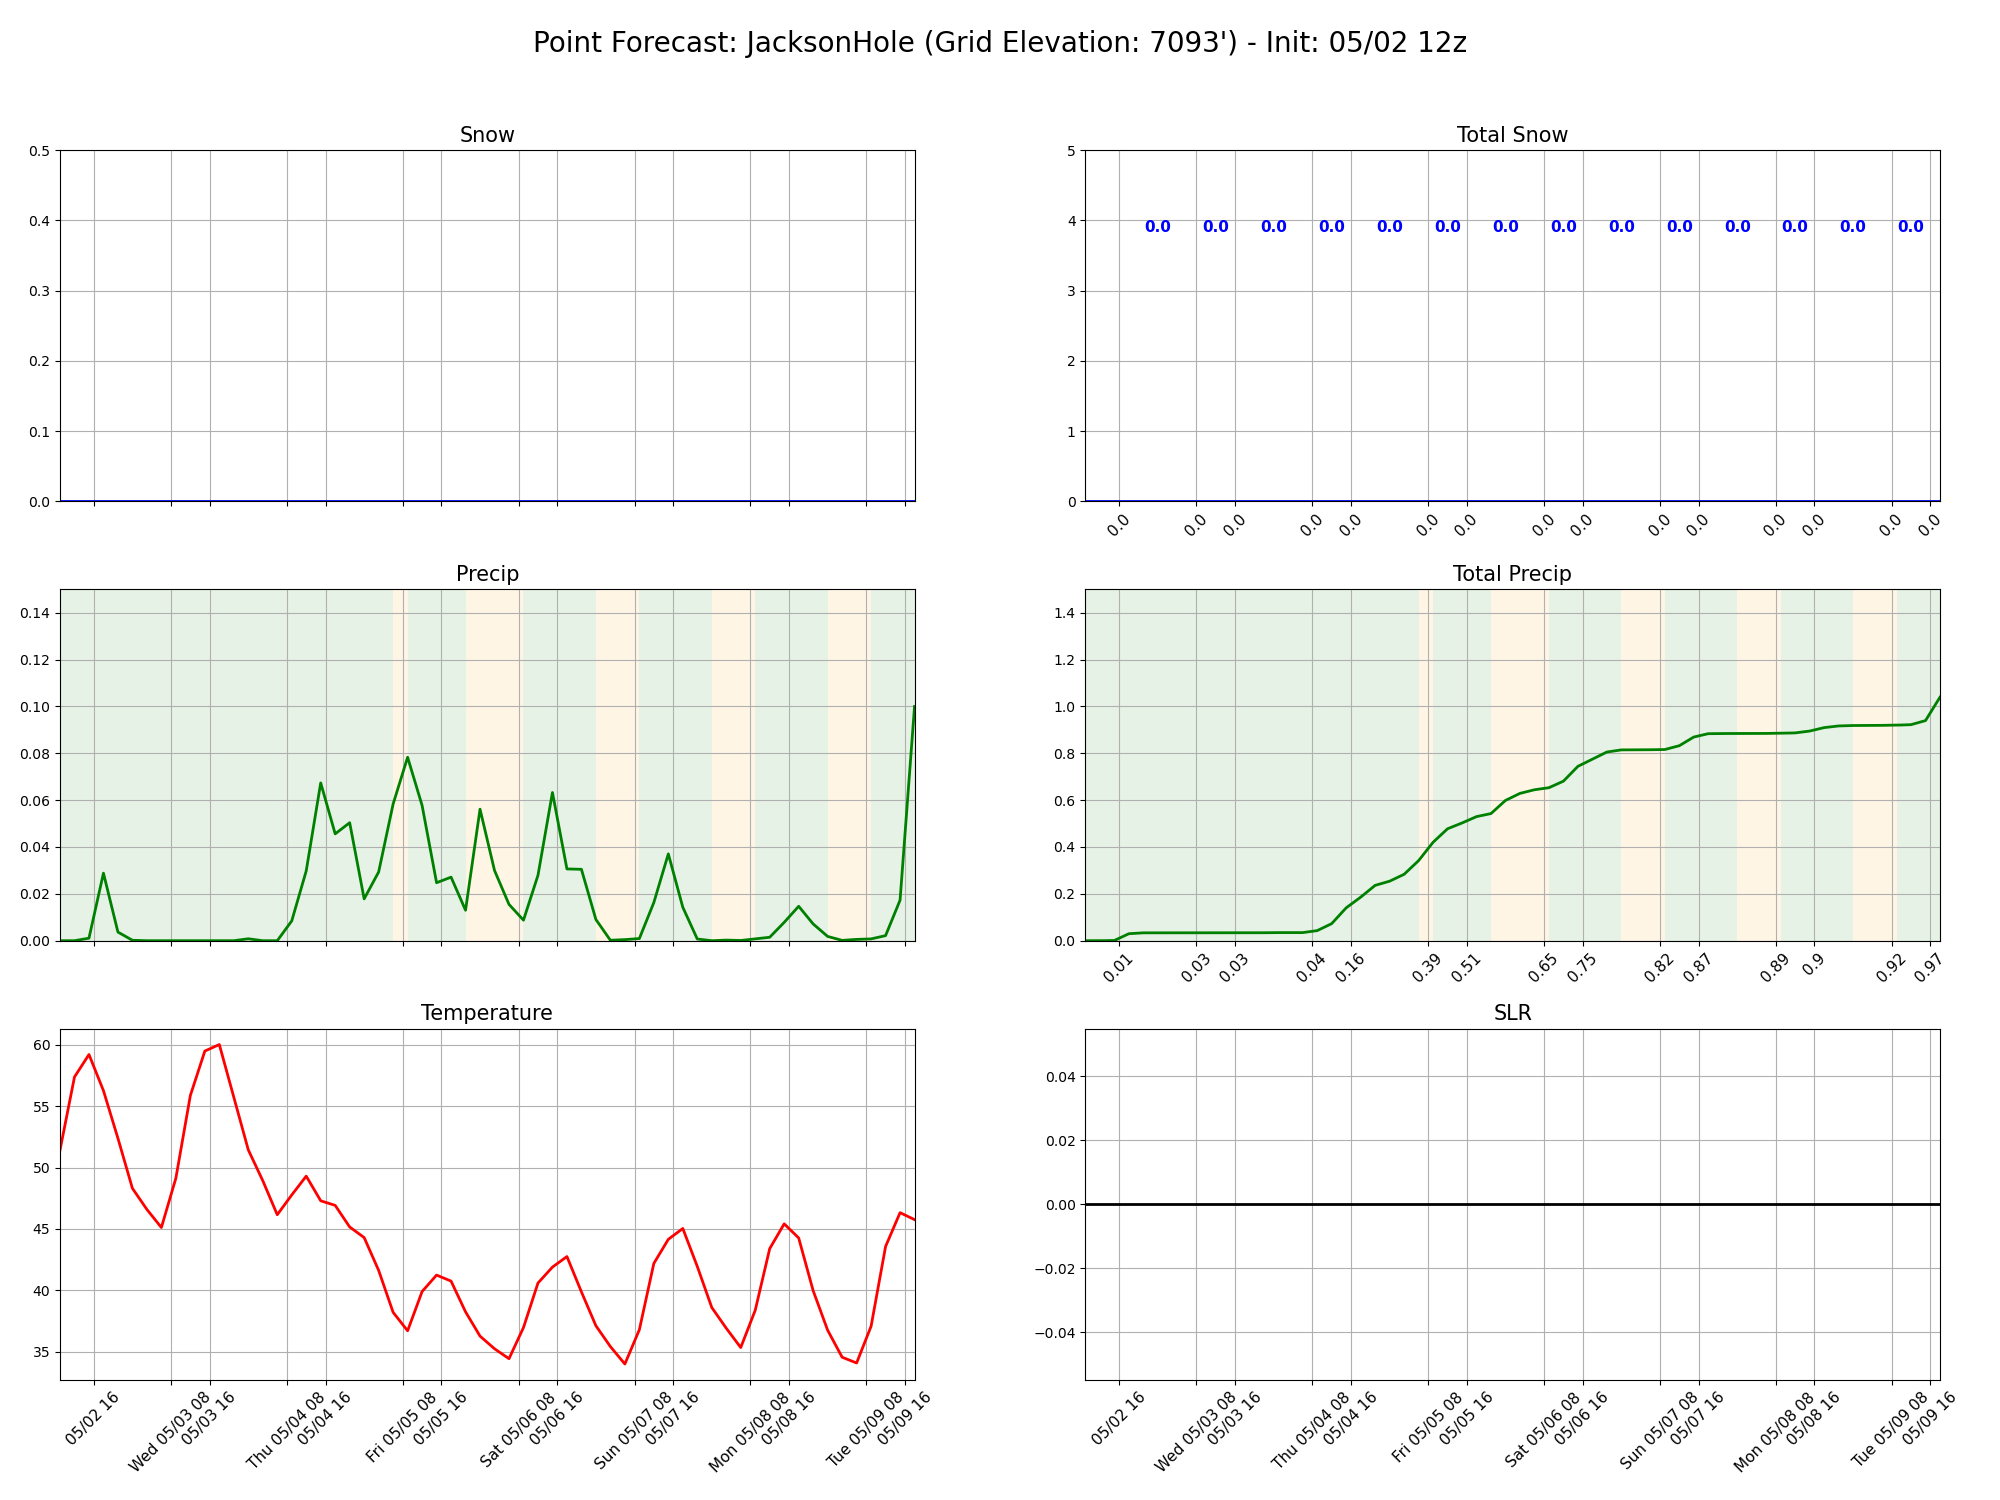 Point Forecast: JacksonHole (Grid Elevation: 7093') - Init: 05/02 12z
Snow
0.5
0.4
0.3
0.2
0.1
0.0
Total Snow
5
4
3
2
1
0
0.0 0.0 0.0 0.0 0.0 0.0 0.0 0.0 0.0 0.0 0.0 0.0 0.0 0.0
0.0 0.0 0.0 0.0 0.0 0.0 0.0 0.0 0.0 0.0 0.0 0.0 0.0 0.0 0.0
Precip
0.14
0.12
0.10
0.08
0.06
0.04
0.02
0.00
Total Precip
1.4
1.2
1.0
0.8
0.6
0.4
0.2
0.0
0.01 0.03 0.03 0.04 0.16 0.39 0.51 0.65 0.75 0.82 0.87 0.89 0.9 0.92 0.97
Temperature
60
55
50
45
40
35
05/02 16
Wed 05/03 08
05/03 16
Thu 05/04 08
05/04 16
Fri 05/05 08
05/05 16
Sat 05/06 08
05/06 16
Sun 05/07 08
05/07 16
Mon 05/08 08
05/08 16
Tue 05/09 08
05/09 16
SLR
0.04
0.02
0.00
−0.02
−0.04
05/02 16
Wed 05/03 08
05/03 16
Thu 05/04 08
05/04 16
Fri 05/05 08
05/05 16
Sat 05/06 08
05/06 16
Sun 05/07 08
05/07 16
Mon 05/08 08
05/08 16
Tue 05/09 08
05/09 16